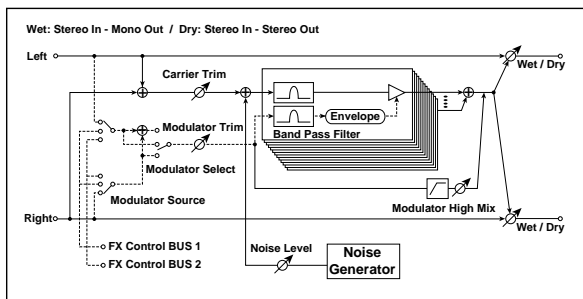 Wet: Stereo In - Mono Out / Dry: Stereo In - Stereo Out
Left
Carrier Trim
Wet / Dry
Envelope
Band Pass Filter
Modulator Trim
Modulator Select
Modulator Source
Modulator High Mix
Right
Wet / Dry
FX Control BUS 1
FX Control BUS 2
Noise Level
Noise
Generator